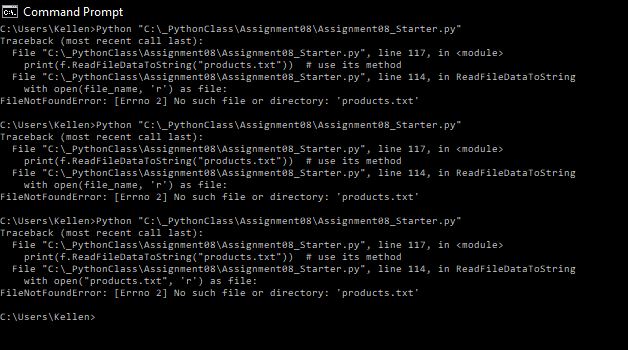 Command Prompt
C:\Users\Kellen>Python "C:\_PythonClass\Assignment08\Assignment08_Starter.py"
Traceback (most recent call last):
  File "C:\_PythonClass\Assignment08\Assignment08_Starter.py", line 117, in <module>
    print(f.ReadFileDataToString("products.txt"))  # use its method
  File "C:\_PythonClass\Assignment08\Assignment08_Starter.py", line 114, in ReadFileDataToString
    with open(file_name, 'r') as file:
FileNotFoundError: [Errno 2] No such file or directory: 'products.txt'
C:\Users\Kellen>Python "C:\_PythonClass\Assignment08\Assignment08_Starter.py"
Traceback (most recent call last):
  File "C:\_PythonClass\Assignment08\Assignment08_Starter.py", line 117, in <module>
    print(f.ReadFileDataToString("products.txt"))  # use its method
  File "C:\_PythonClass\Assignment08\Assignment08_Starter.py", line 114, in ReadFileDataToString
    with open(file_name, 'r') as file:
FileNotFoundError: [Errno 2] No such file or directory: 'products.txt'
C:\Users\Kellen>Python "C:\_PythonClass\Assignment08\Assignment08_Starter.py"
Traceback (most recent call last):
  File "C:\_PythonClass\Assignment08\Assignment08_Starter.py", line 117, in <module>
    print(f.ReadFileDataToString("products.txt"))  # use its method
  File "C:\_PythonClass\Assignment08\Assignment08_Starter.py", line 114, in ReadFileDataToString
    with open("products.txt", 'r') as file:
FileNotFoundError: [Errno 2] No such file or directory: 'products.txt'
C:\Users\Kellen>